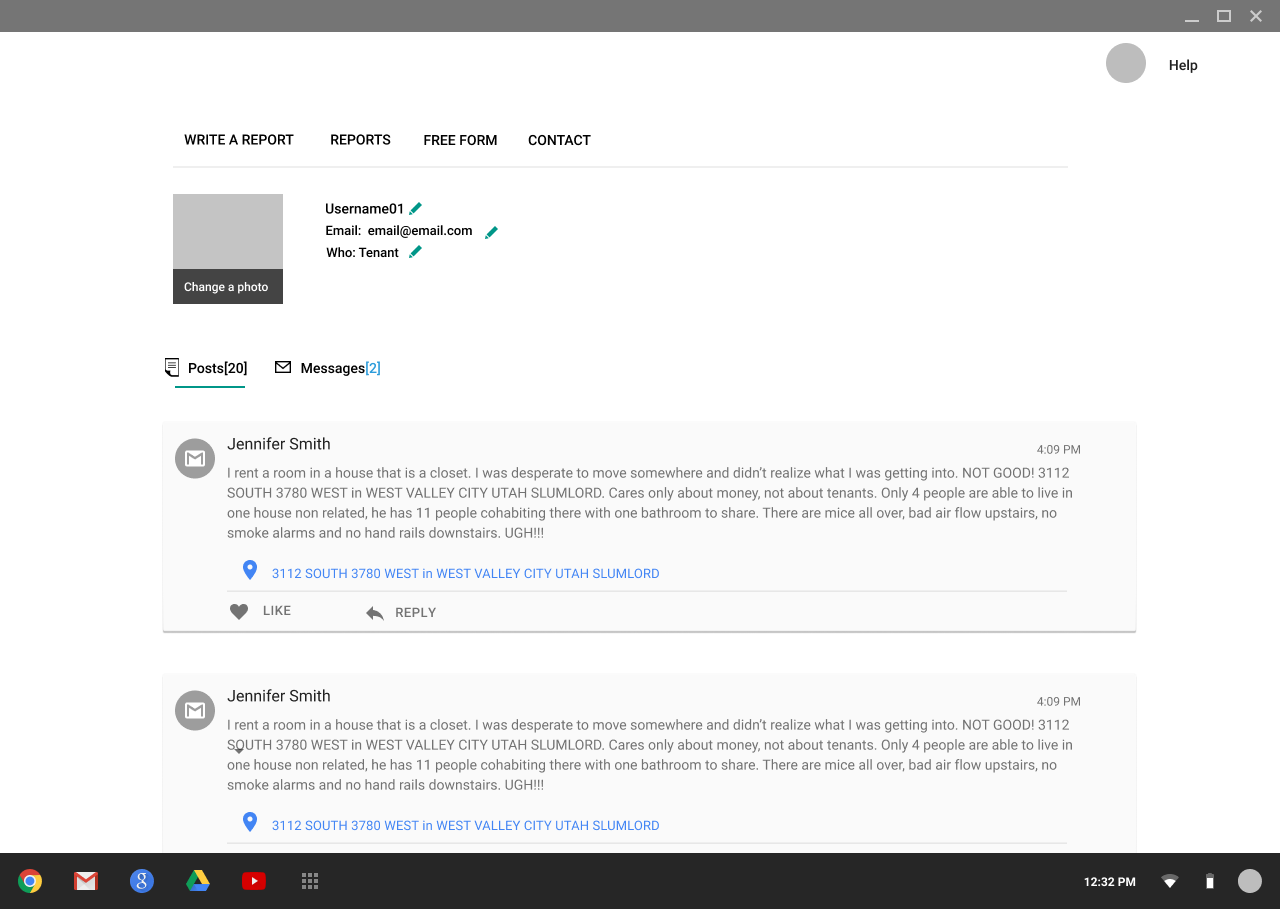 Help
WRITE A REPORT REPORTS FREE FORM CONTACT
Username01
Email: email@email.com
Who: Tenant
Change a photo
Posts[20] Messages[2]
Jennifer Smith
4:09 PM
I rent a room in a house that is a closet. I was desperate to move somewhere and didn’t realize what I was getting into. NOT GOOD! 3112
SOUTH 3780 WEST in WEST VALLEY CITY UTAH SLUMLORD. Cares only about money, not about tenants. Only 4 people are able to live in
one house non related, he has 11 people cohabiting there with one bathroom to share. There are mice all over, bad air flow upstairs, no
smoke alarms and no hand rails downstairs. UGH!!!
3112 SOUTH 3780 WEST in WEST VALLEY CITY UTAH SLUMLORD
LIKE REPLY
Jennifer Smith
4:09 PM
I rent a room in a house that is a closet. I was desperate to move somewhere and didn’t realize what I was getting into. NOT GOOD! 3112
SOUTH 3780 WEST in WEST VALLEY CITY UTAH SLUMLORD. Cares only about money, not about tenants. Only 4 people are able to live in
one house non related, he has 11 people cohabiting there with one bathroom to share. There are mice all over, bad air flow upstairs, no
smoke alarms and no hand rails downstairs. UGH!!!
3112 SOUTH 3780 WEST in WEST VALLEY CITY UTAH SLUMLORD
12:32 PM